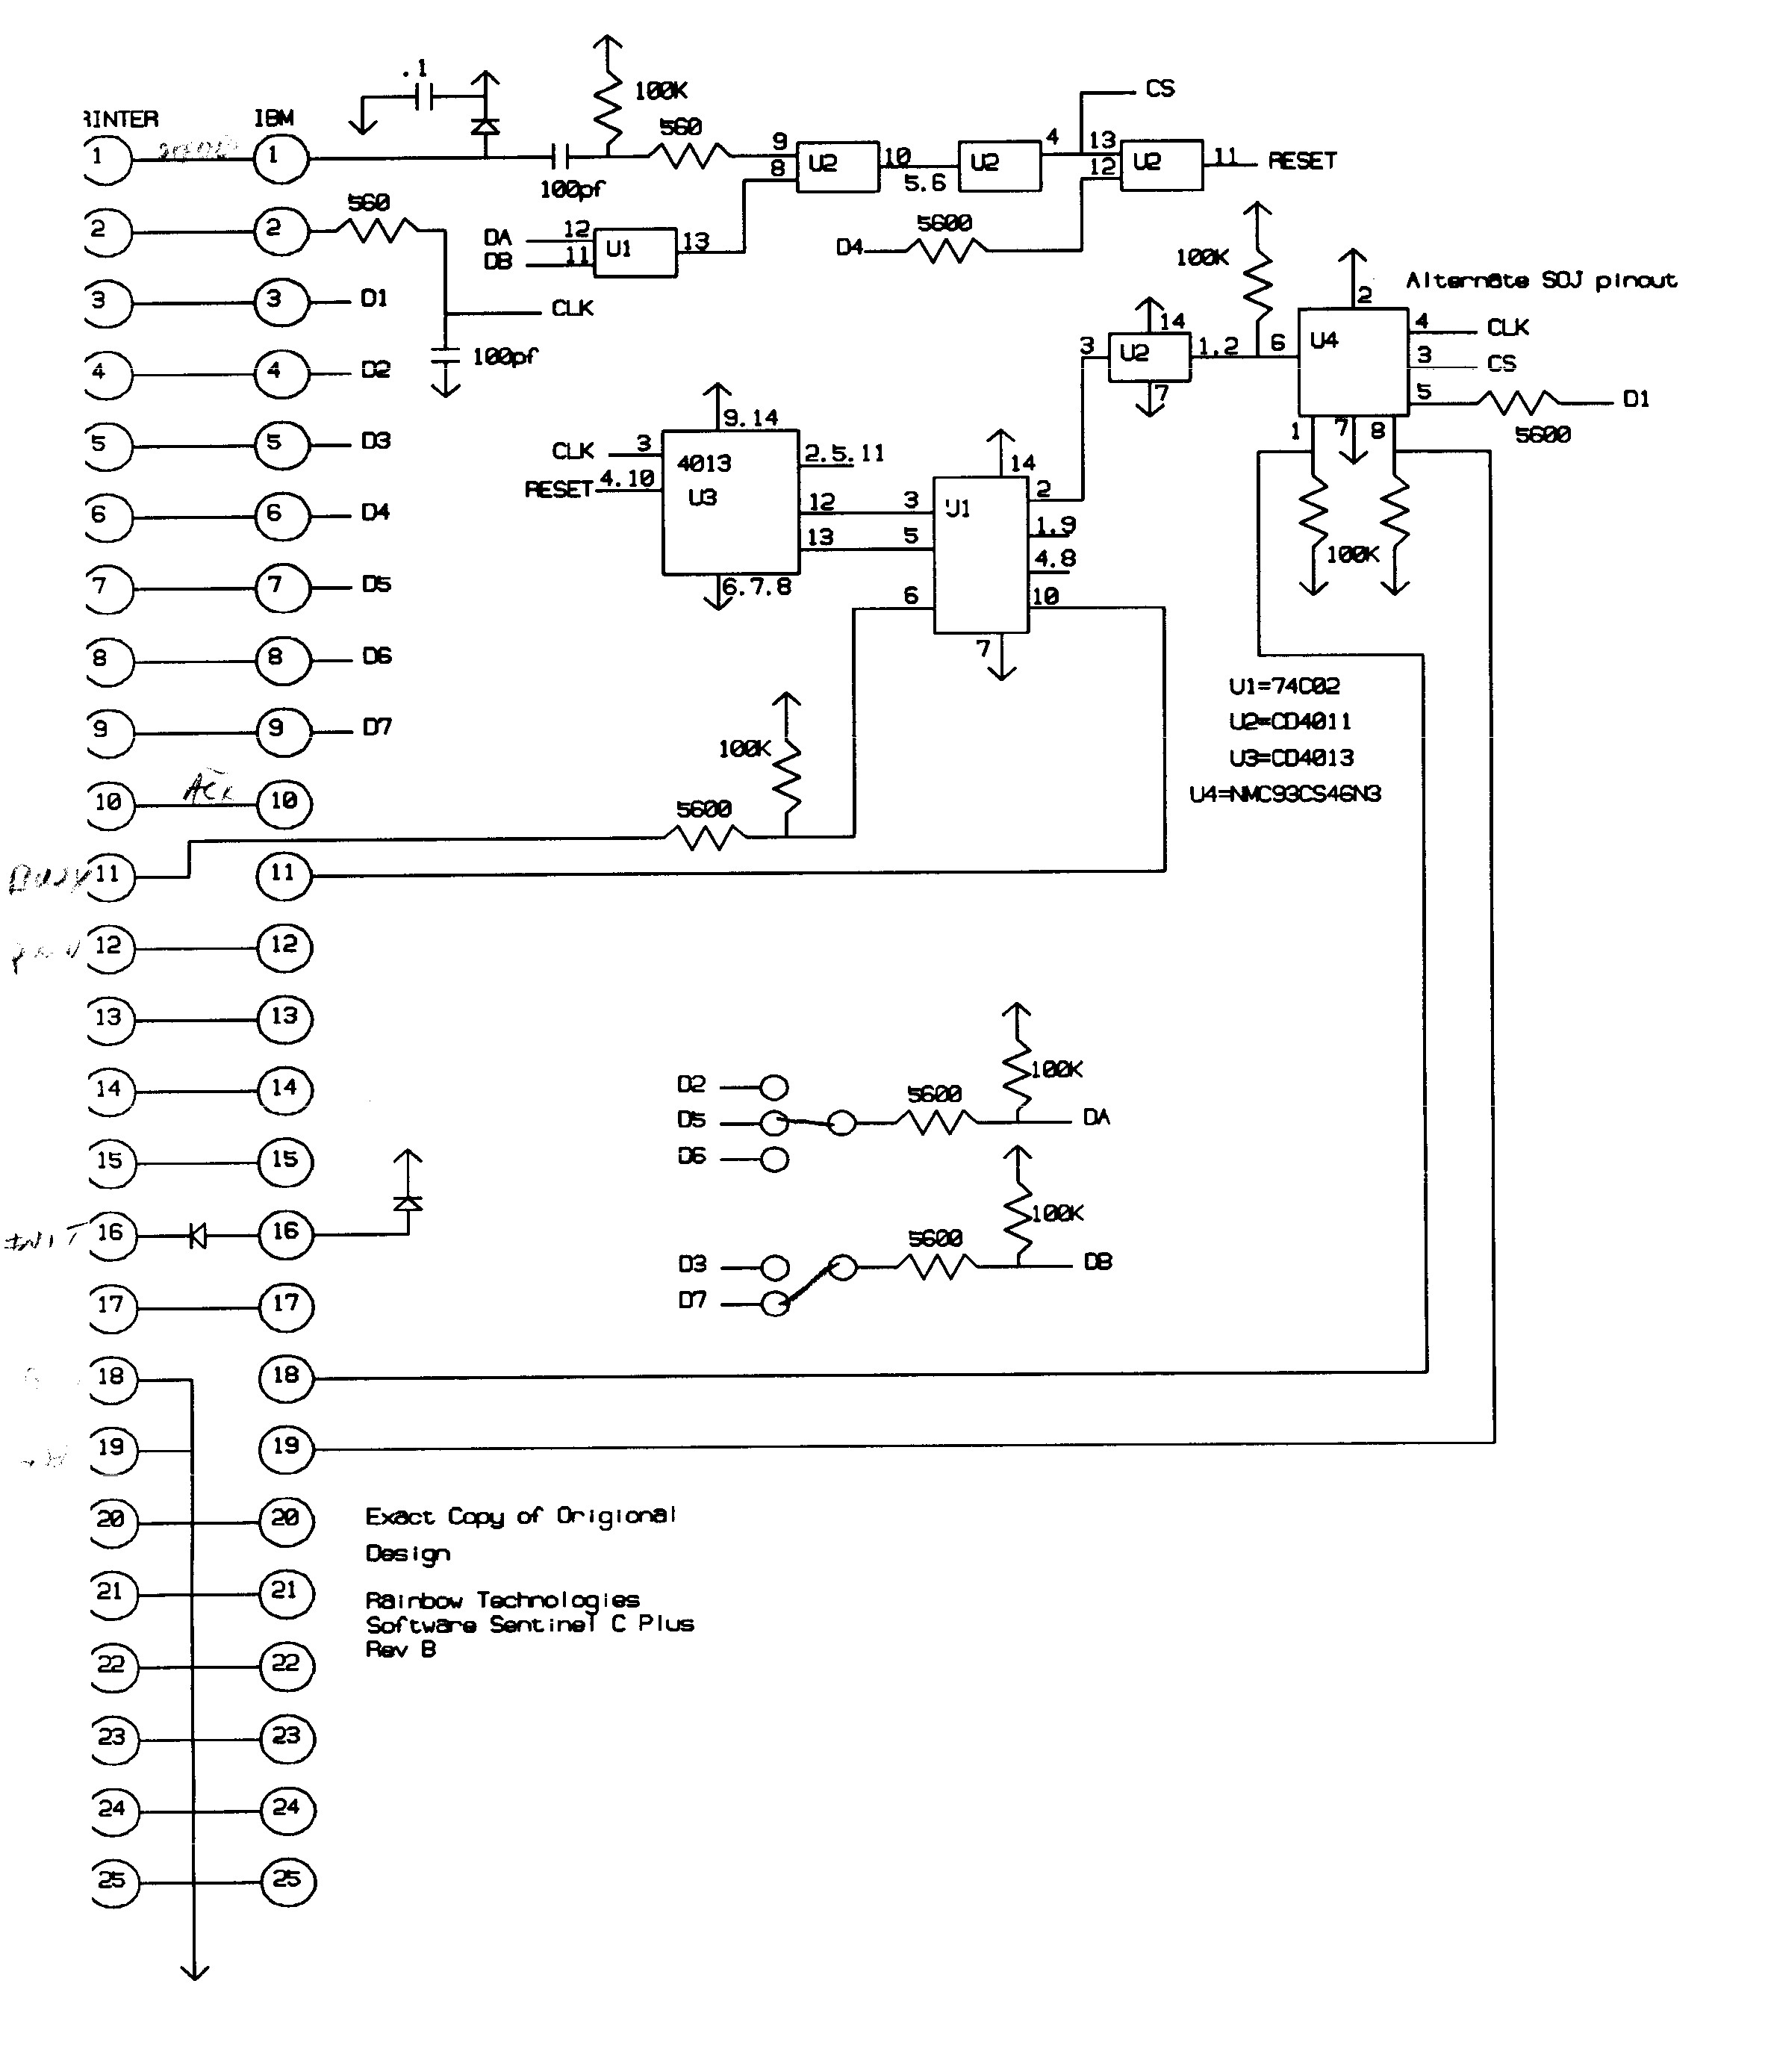 .1
100K
CS
RINTER IBM
1 1
560
9
8
U2
10
5.6
U2
4
13
12
U2
11
RESET
100pf
2 2
560
DA
DB
12
11
U1
13
D4
5600
100K
Alternate SOJ pinout
3 3 D1
CLK
100pf
4 4 D2
3
U2
14
7
1.2
6
U4
2
4
CLK
3
CS
5
D1
5600
1
7
8
100K
9.14
CLK
3
RESET
4.10
4013
U3
2.5.11
12
13
6.7.8
3
5
6
U1
14
2
1.9
4.8
10
7
5 5 D3
6 6 D4
7 7 D5
8 8 D6
9 9 D7
U1=74C02
U2=CD4011
U3=CD4013
U4=NMC93CS46N3
100K
5600
10 ACK 10
BUSY 11 11
12 12
13 13
14 14
15 15
INIT 16 16
17 17
18 18
19 19
D2
D5
D6
5600
100K
DA
D3
D7
5600
100K
DB
20 20
21 21
22 22
23 23
24 24
25 25
Exact Copy of Origional
Design
Rainbow Technologies
Software Sentinel C Plus
Rev B